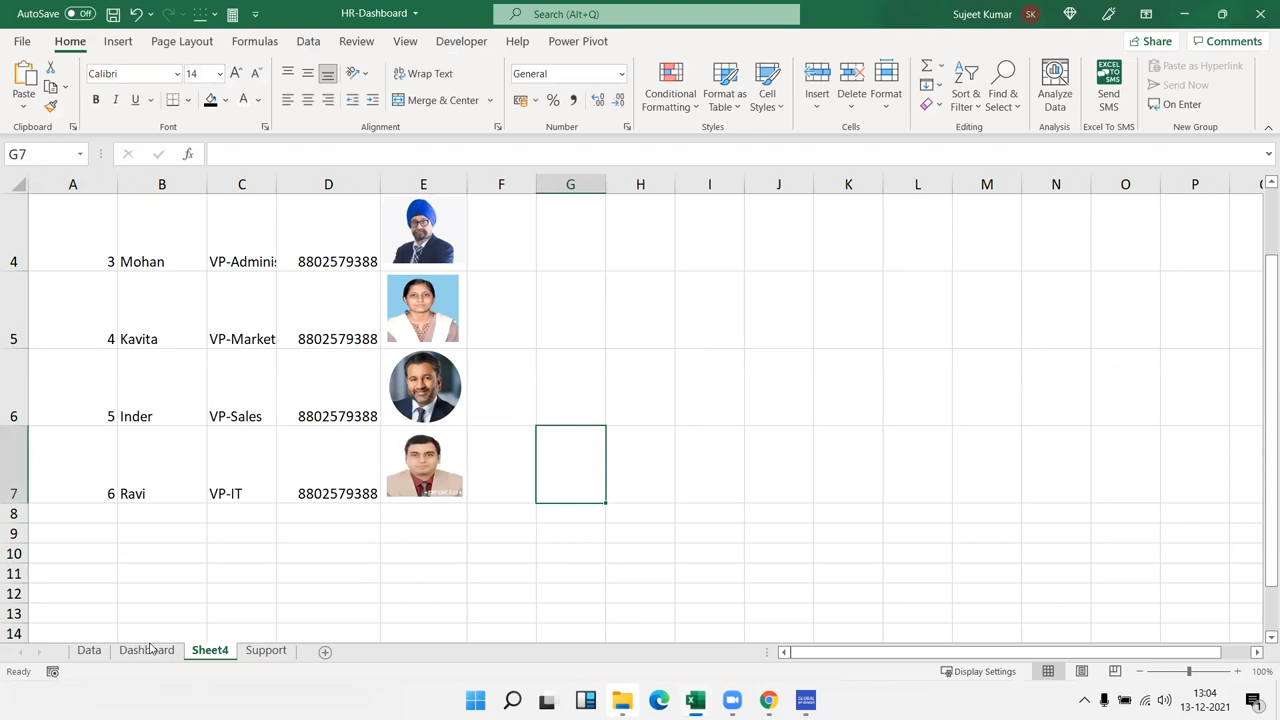 AutoSave Off HR-Dashboard Search (Alt+Q) Sujeet Kumar SK
File Home Insert Page Layout Formulas Data Review View Developer Help Power Pivot Share Comments
Paste Calibri 14 Wrap Text General Conditional Formatting Format as Table Cell Styles Insert Delete Format Sort & Filter Find & Select Analyze Data EXCEL TO SMS Send SMS Paste as Hyperlink
B I U Merge & Center % , Send Now
On Enter
Clipboard Font Alignment Number Styles Cells Editing Analysis Excel To SMS New Group
G7 fx
A B C D E F G H I J K L M N O P
4 3 Mohan VP-Adminis 8802579388
5 4 Kavita VP-Market 8802579388
6 5 Inder VP-Sales 8802579388
7 6 Ravi VP-IT 8802579388
8
9
10
11
12
13
14
Data Dashboard Sheet4 Support
Ready Display Settings 100%
13:04
13-12-2021